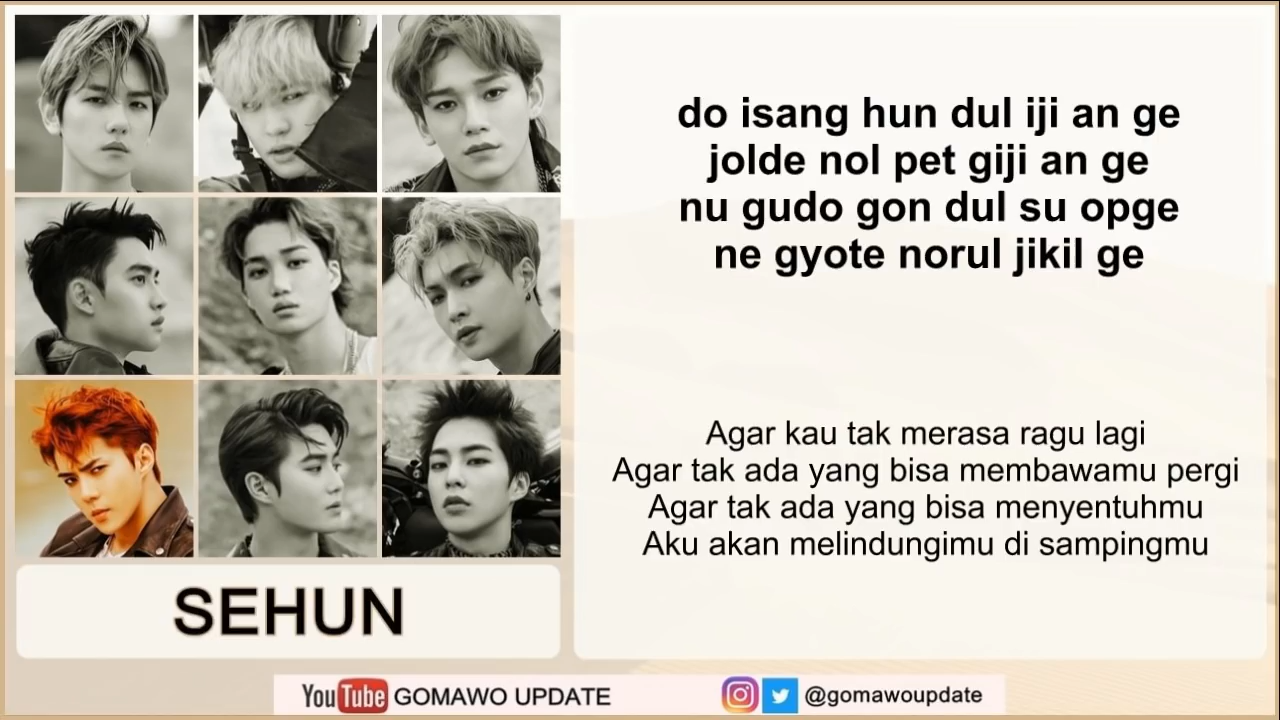 do isang hun dul iji an ge
jolde nol pet giji an ge
nu gudo gon dul su opge
ne gyote norul jikil ge
Agar kau tak merasa ragu lagi
Agar tak ada yang bisa membawamu pergi
Agar tak ada yang bisa menyentuhmu
Aku akan melindungimu di sampingmu
SEHUN
YouTube GOMAWO UPDATE
@gomawoupdate